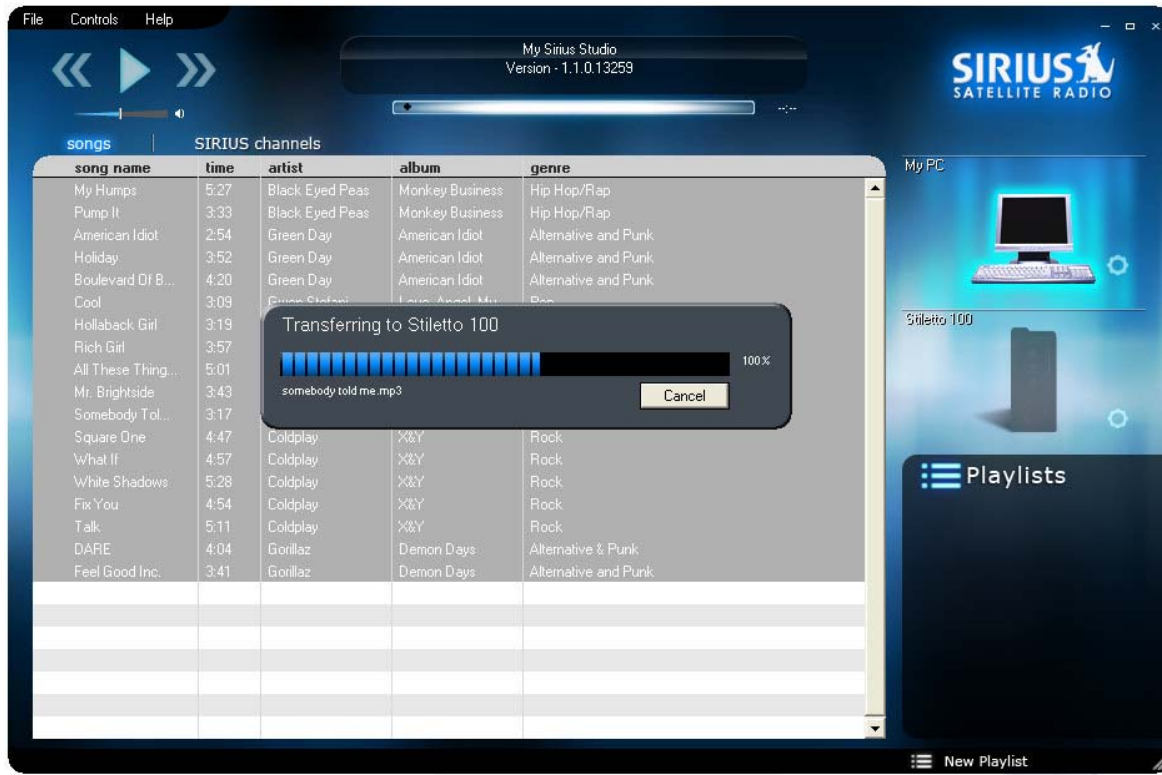 File Controls Help
My Sirius Studio
Version - 1.1.0.13259
--:--
SIRIUS
SATELLITE RADIO
songs | SIRIUS channels
song name time artist album genre
My Humps 5:27 Black Eyed Peas Monkey Business Hip Hop/Rap
Pump It 3:33 Black Eyed Peas Monkey Business Hip Hop/Rap
American Idiot 2:54 Green Day American Idiot Alternative and Punk
Holiday 3:52 Green Day American Idiot Alternative and Punk
Boulevard Of B... 4:20 Green Day American Idiot Alternative and Punk
Cool 3:09 Gwen Stefani Love, Angel, Mu... Pop
Hollaback Girl 3:19
Rich Girl 3:57
All These Thing... 5:01
Mr. Brightside 3:43
Somebody Tol... 3:17
Square One 4:47 Coldplay X&Y Rock
What If 4:57 Coldplay X&Y Rock
White Shadows 5:28 Coldplay X&Y Rock
Fix You 4:54 Coldplay X&Y Rock
Talk 5:11 Coldplay X&Y Rock
DARE 4:04 Gorillaz Demon Days Alternative & Punk
Feel Good Inc. 3:41 Gorillaz Demon Days Alternative and Punk
Transferring to Stiletto 100
100%
somebody told me.mp3
Cancel
My PC
Stiletto 100
Playlists
New Playlist